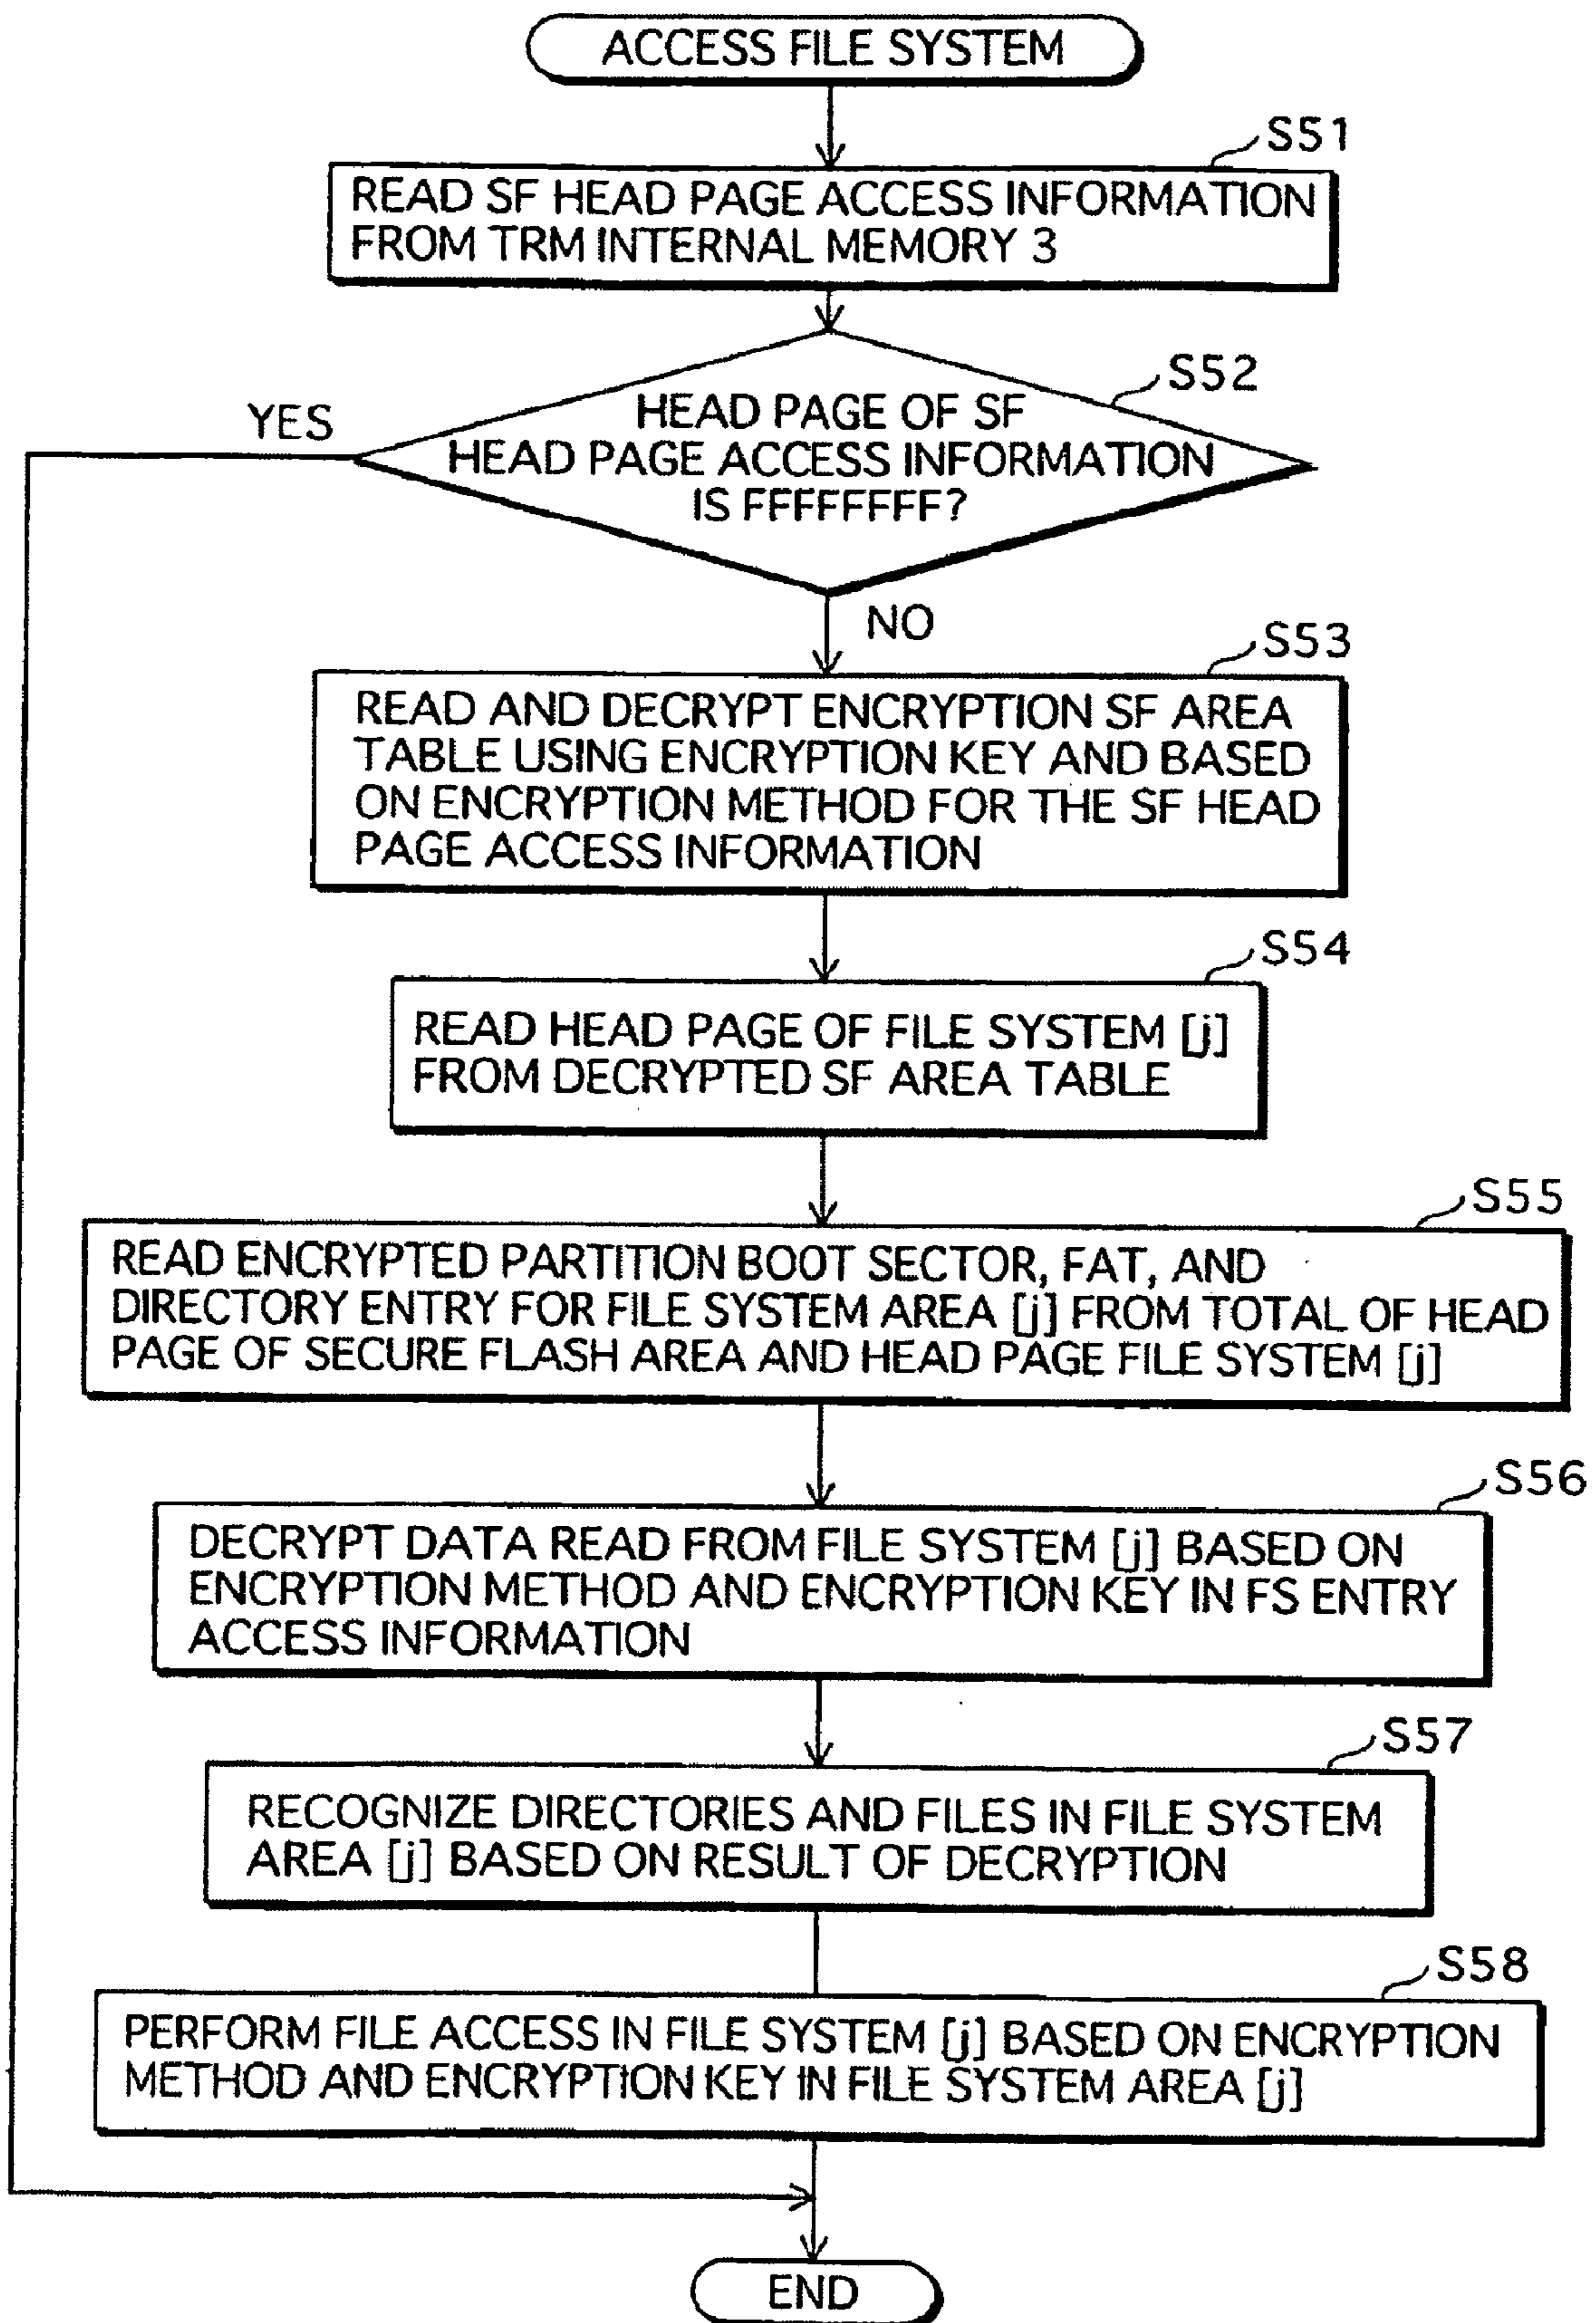 ACCESS FILE SYSTEM
S51
READ SF HEAD PAGE ACCESS INFORMATION
FROM TRM INTERNAL MEMORY 3
S52
YES
HEAD PAGE OF SF
HEAD PAGE ACCESS INFORMATION
IS FFFFFFFF?
NO
S53
READ AND DECRYPT ENCRYPTION SF AREA
TABLE USING ENCRYPTION KEY AND BASED
ON ENCRYPTION METHOD FOR THE SF HEAD
PAGE ACCESS INFORMATION
S54
READ HEAD PAGE OF FILE SYSTEM [j]
FROM DECRYPTED SF AREA TABLE
S55
READ ENCRYPTED PARTITION BOOT SECTOR, FAT, AND
DIRECTORY ENTRY FOR FILE SYSTEM AREA [j] FROM TOTAL OF HEAD
PAGE OF SECURE FLASH AREA AND HEAD PAGE FILE SYSTEM [j]
S56
DECRYPT DATA READ FROM FILE SYSTEM [j] BASED ON
ENCRYPTION METHOD AND ENCRYPTION KEY IN FS ENTRY
ACCESS INFORMATION
S57
RECOGNIZE DIRECTORIES AND FILES IN FILE SYSTEM
AREA [j] BASED ON RESULT OF DECRYPTION
S58
PERFORM FILE ACCESS IN FILE SYSTEM [j] BASED ON ENCRYPTION
METHOD AND ENCRYPTION KEY IN FILE SYSTEM AREA [j]
END